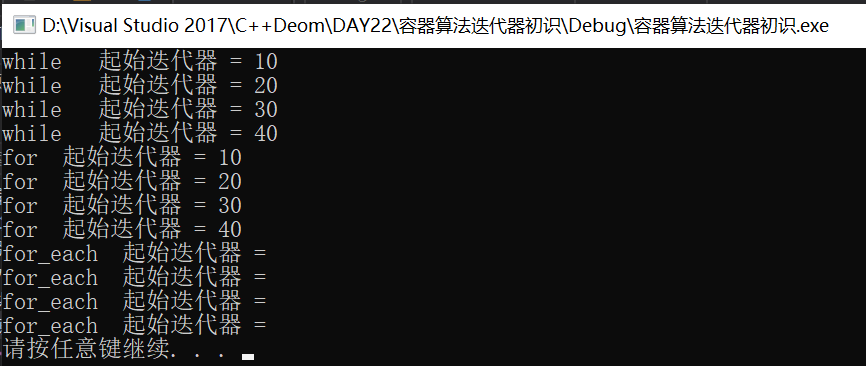 D:\Visual Studio 2017\C++Deom\DAY22\容器算法迭代器初识\Debug\容器算法迭代器初识.exe
while   起始迭代器 = 10
while   起始迭代器 = 20
while   起始迭代器 = 30
while   起始迭代器 = 40
for  起始迭代器 = 10
for  起始迭代器 = 20
for  起始迭代器 = 30
for  起始迭代器 = 40
for_each  起始迭代器 =
for_each  起始迭代器 =
for_each  起始迭代器 =
for_each  起始迭代器 =
请按任意键继续. . .